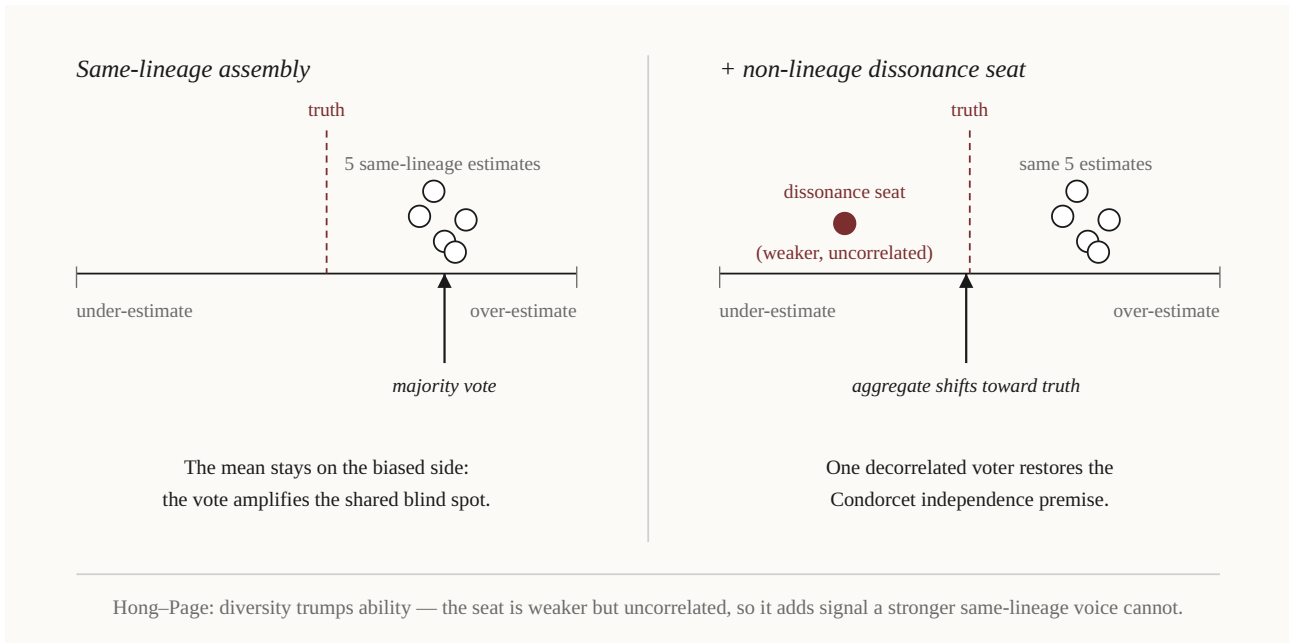 Same-lineage assembly
truth
5 same-lineage estimates
under-estimate
over-estimate
majority vote
The mean stays on the biased side:
the vote amplifies the shared blind spot.
+ non-lineage dissonance seat
truth
same 5 estimates
dissonance seat
(weaker, uncorrelated)
under-estimate
over-estimate
aggregate shifts toward truth
One decorrelated voter restores the
Condorcet independence premise.
Hong–Page: diversity trumps ability — the seat is weaker but uncorrelated, so it adds signal a stronger same-lineage voice cannot.